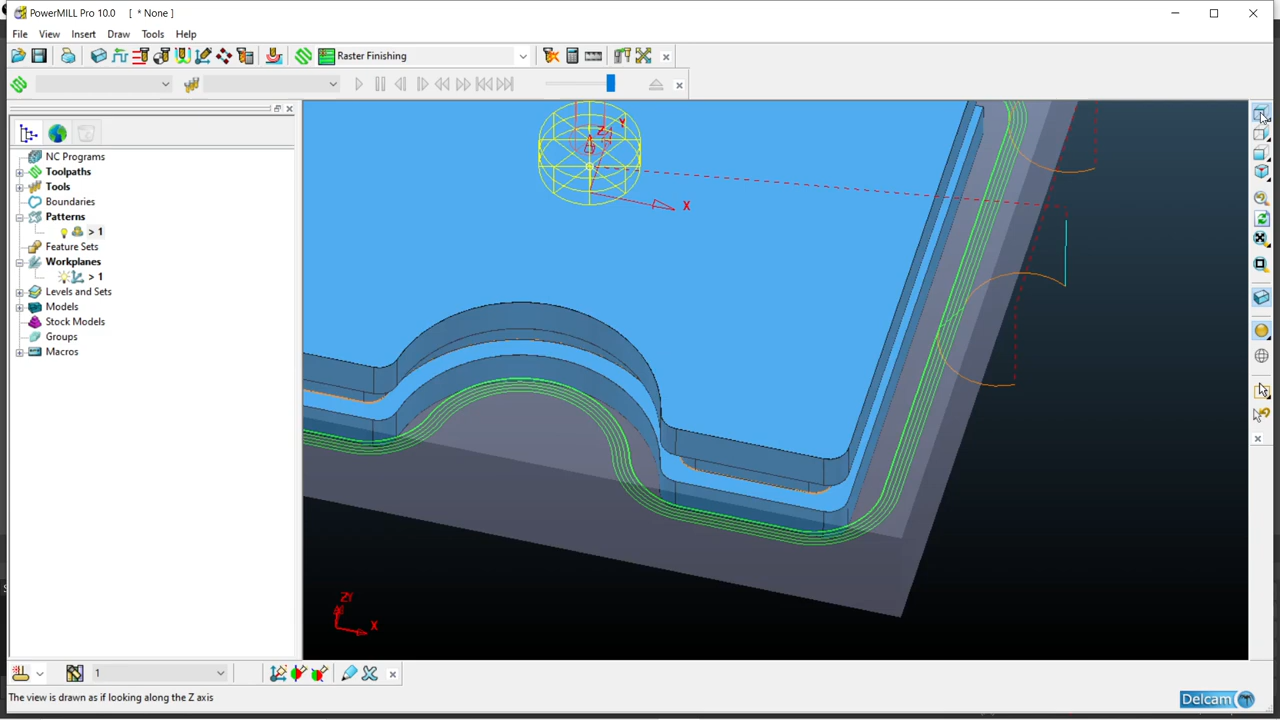 PowerMILL Pro 10.0 [ * None ]
File View Insert Draw Tools Help
Raster Finishing
NC Programs
Toolpaths
Tools
Boundaries
Patterns
> 1
Feature Sets
Workplanes
> 1
Levels and Sets
Models
Stock Models
Groups
Macros
Z Y
X
ZY
X
1
The view is drawn as if looking along the Z axis
Delcam